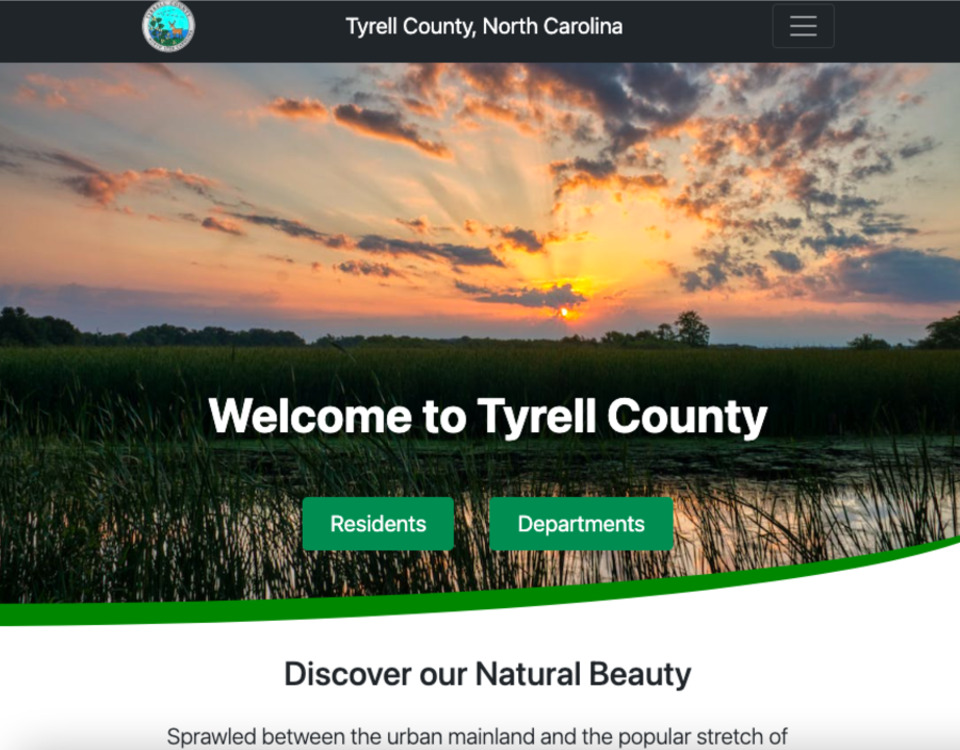 Tyrell County, North Carolina
Welcome to Tyrell County
Residents
Departments
Discover our Natural Beauty
Sprawled between the urban mainland and the popular stretch of